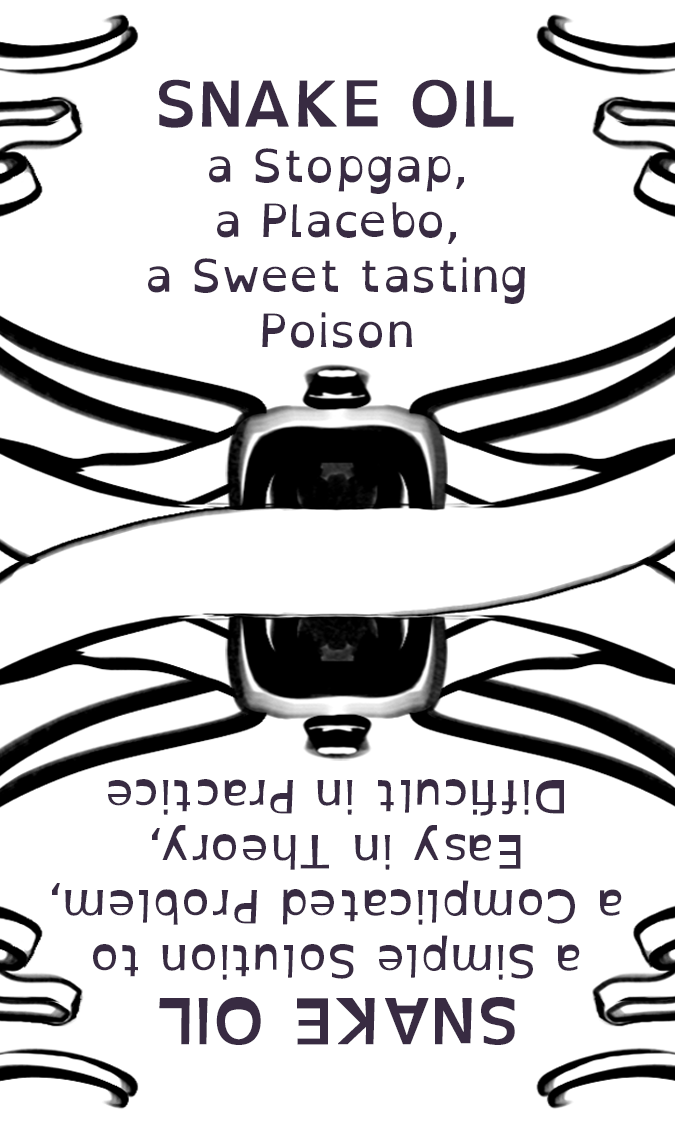 SNAKE OIL
a Stopgap,
a Placebo,
a Sweet tasting
Poison
SNAKE OIL
a Simple Solution to
a Complicated Problem,
Easy in Theory,
Difficult in Practice